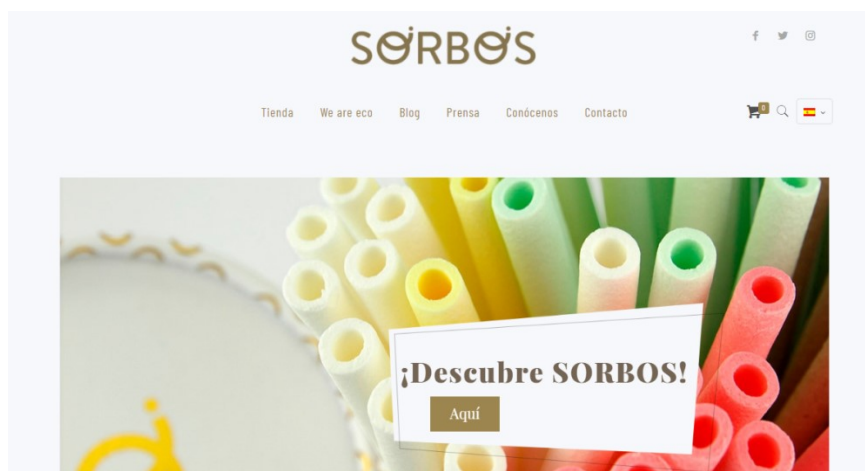 SORBOS
Tienda We are eco Blog Prensa Conócenos Contacto
0
¡Descubre SORBOS!
Aquí